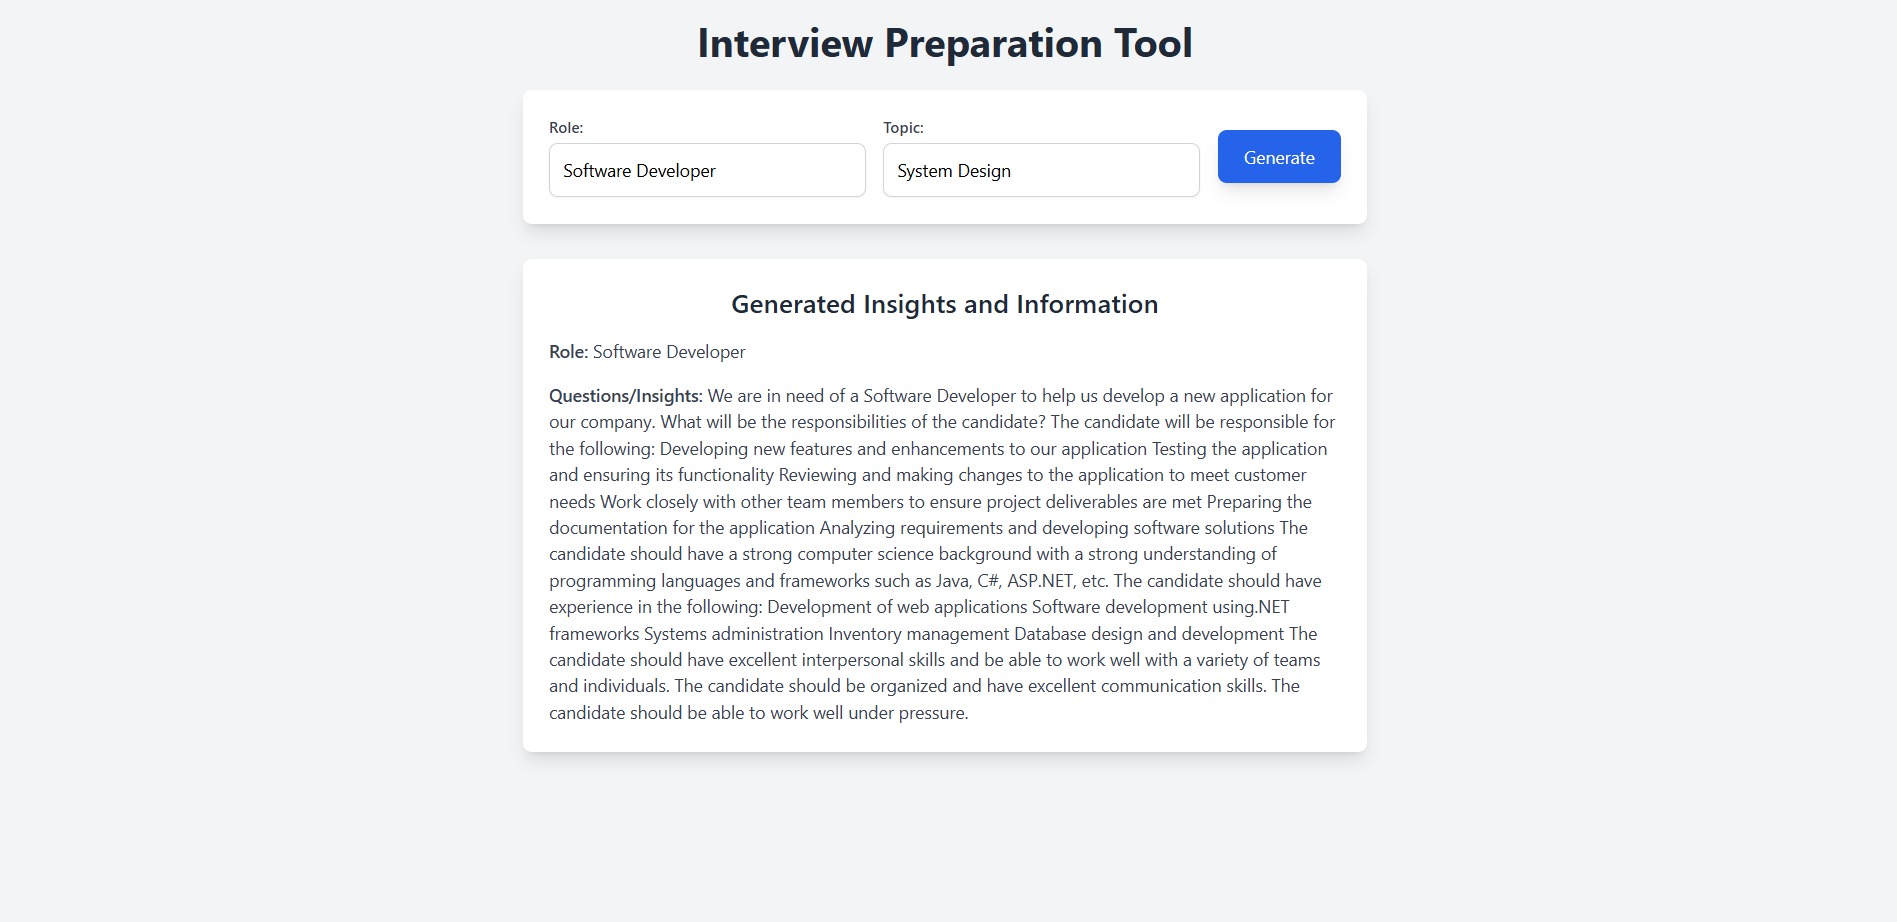 Interview Preparation Tool
Role:
Software Developer
Topic:
System Design
Generate
Generated Insights and Information
Role: Software Developer
Questions/Insights: We are in need of a Software Developer to help us develop a new application for
our company. What will be the responsibilities of the candidate? The candidate will be responsible for
the following: Developing new features and enhancements to our application Testing the application
and ensuring its functionality Reviewing and making changes to the application to meet customer
needs Work closely with other team members to ensure project deliverables are met Preparing the
documentation for the application Analyzing requirements and developing software solutions The
candidate should have a strong computer science background with a strong understanding of
programming languages and frameworks such as Java, C#, ASP.NET, etc. The candidate should have
experience in the following: Development of web applications Software development using.NET
frameworks Systems administration Inventory management Database design and development The
candidate should have excellent interpersonal skills and be able to work well with a variety of teams
and individuals. The candidate should be organized and have excellent communication skills. The
candidate should be able to work well under pressure.